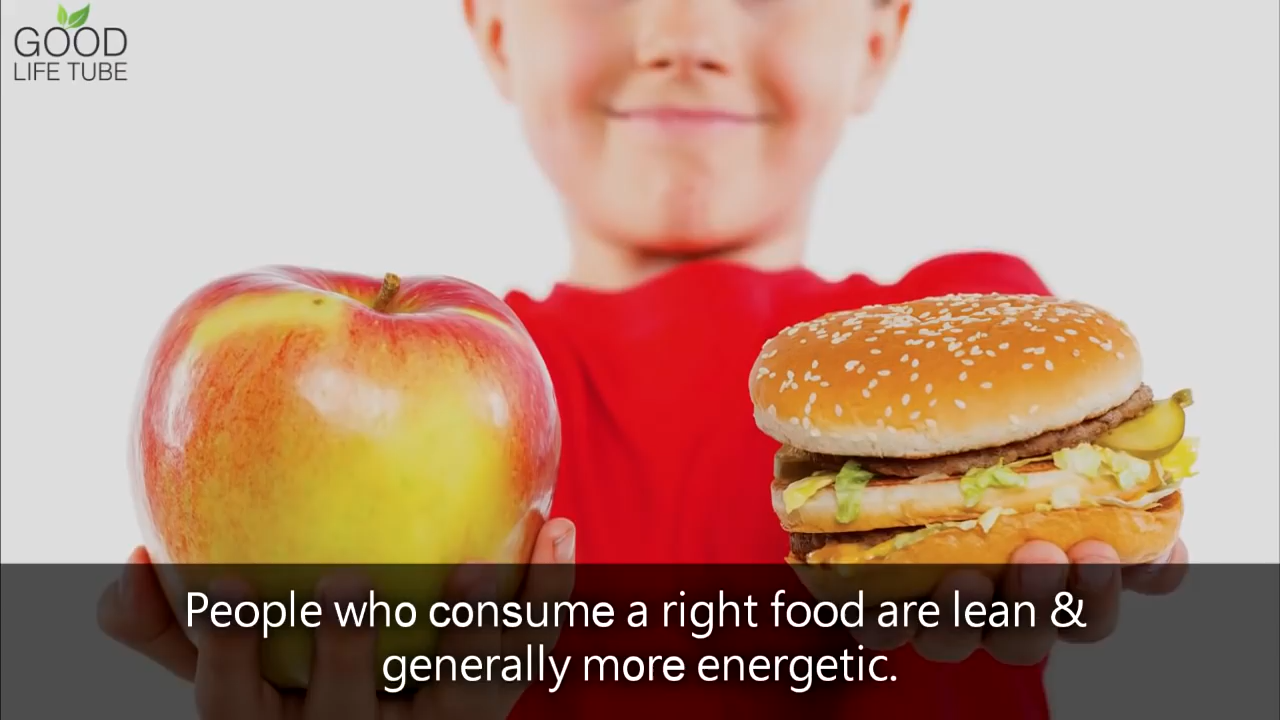 GOOD
LIFE TUBE
People who consume a right food are lean &
generally more energetic.